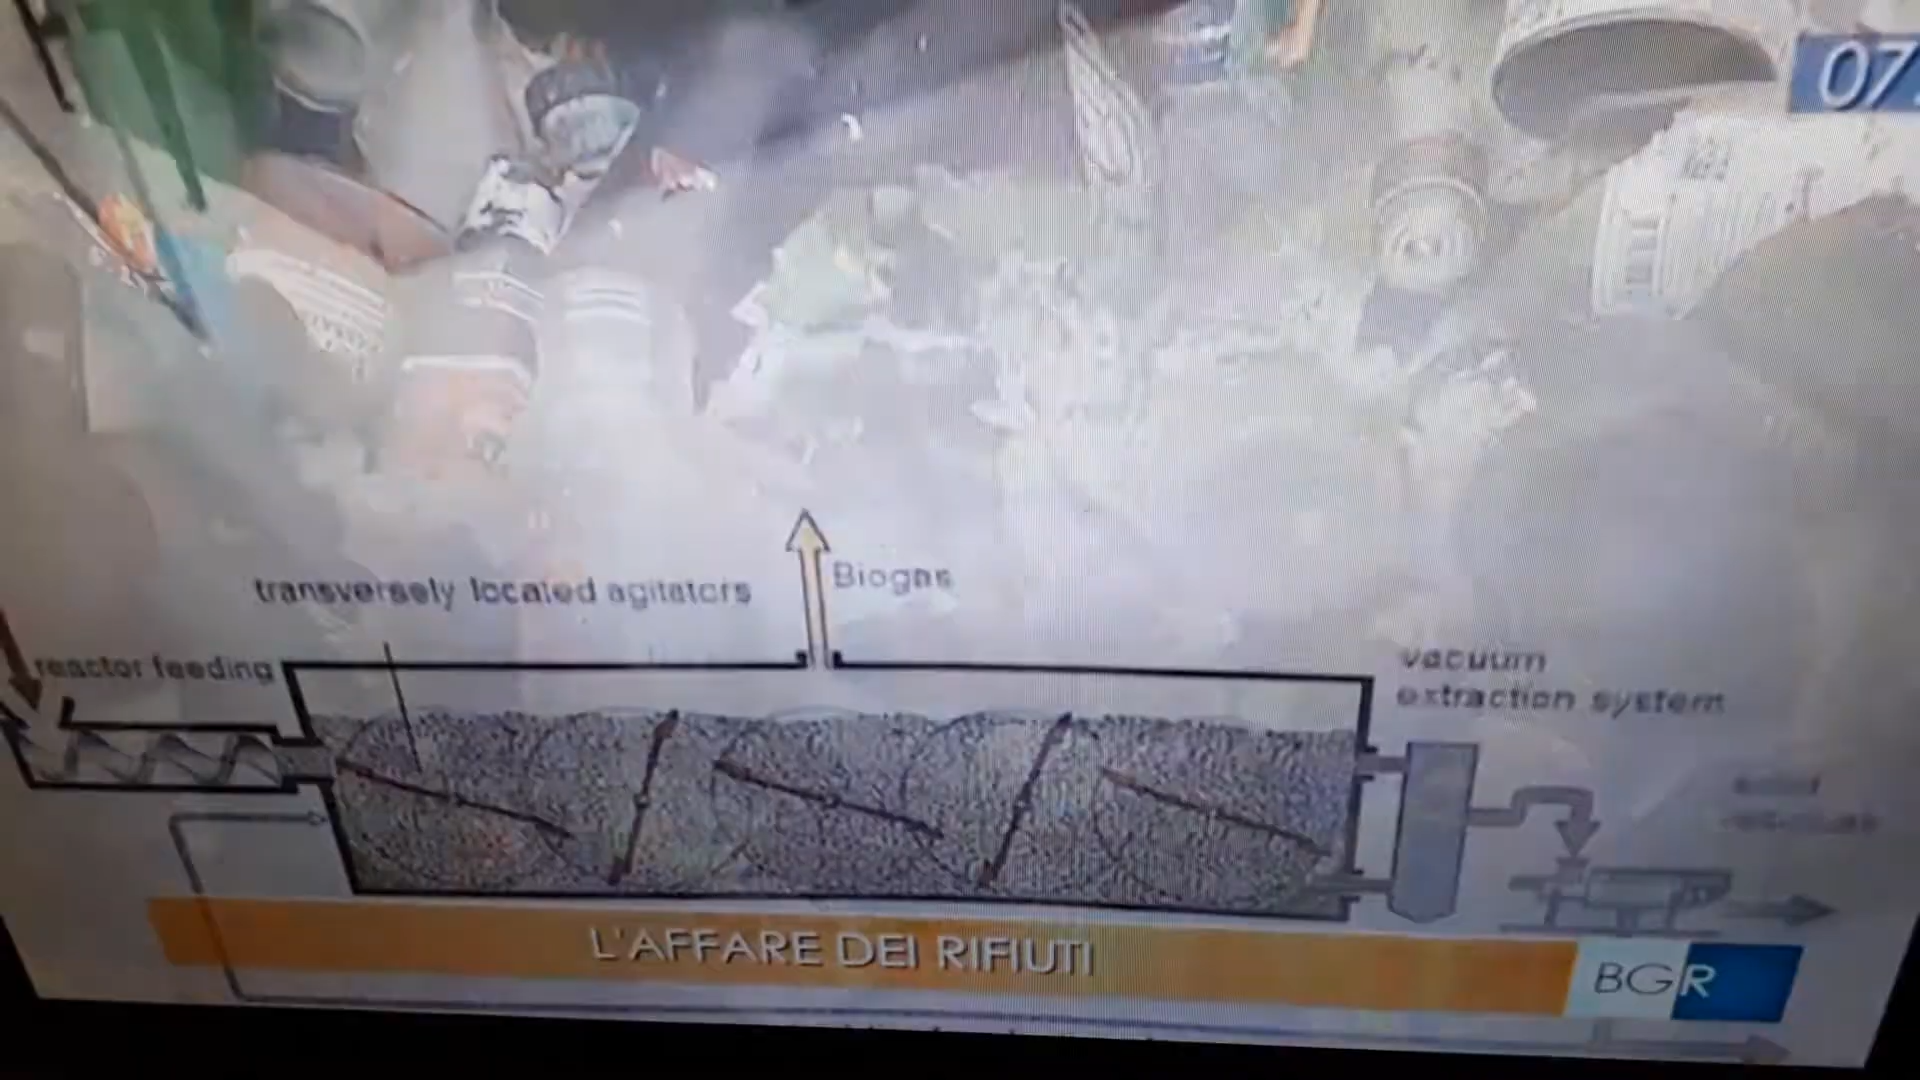 07
transversely located agitators
Biogas
reactor feeding
vacuum
extraction system
L'AFFARE DEI RIFIUTI
BGR